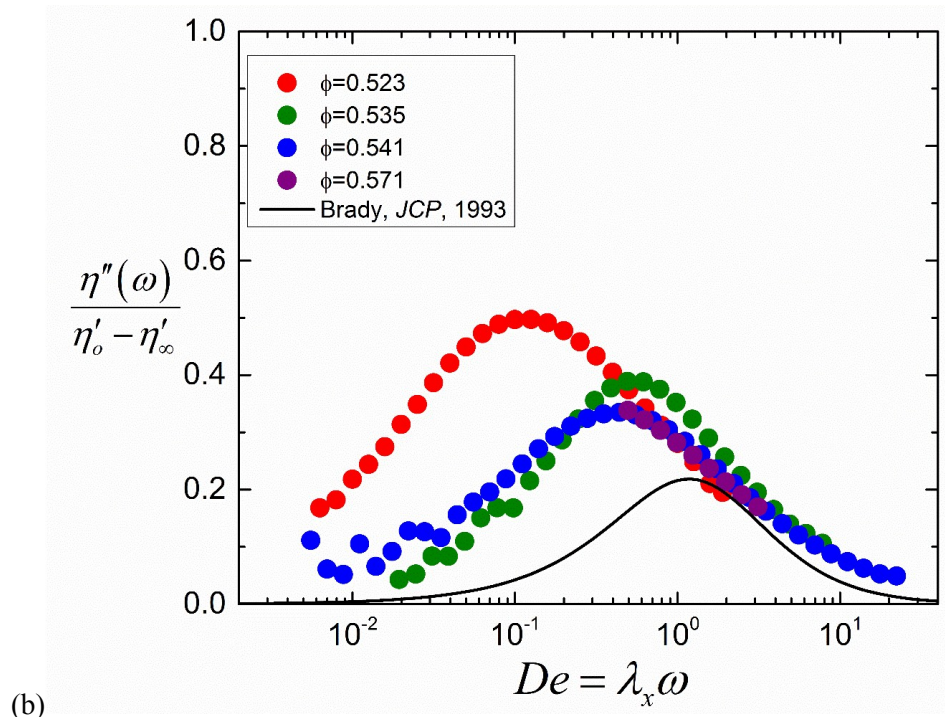 1.0
0.8
0.6
0.4
0.2
0.0
φ=0.523
φ=0.535
φ=0.541
φ=0.571
Brady, JCP, 1993
η″(ω)
η′o − η′∞
10⁻² 10⁻¹ 10⁰ 10¹
De = λxω
(b)